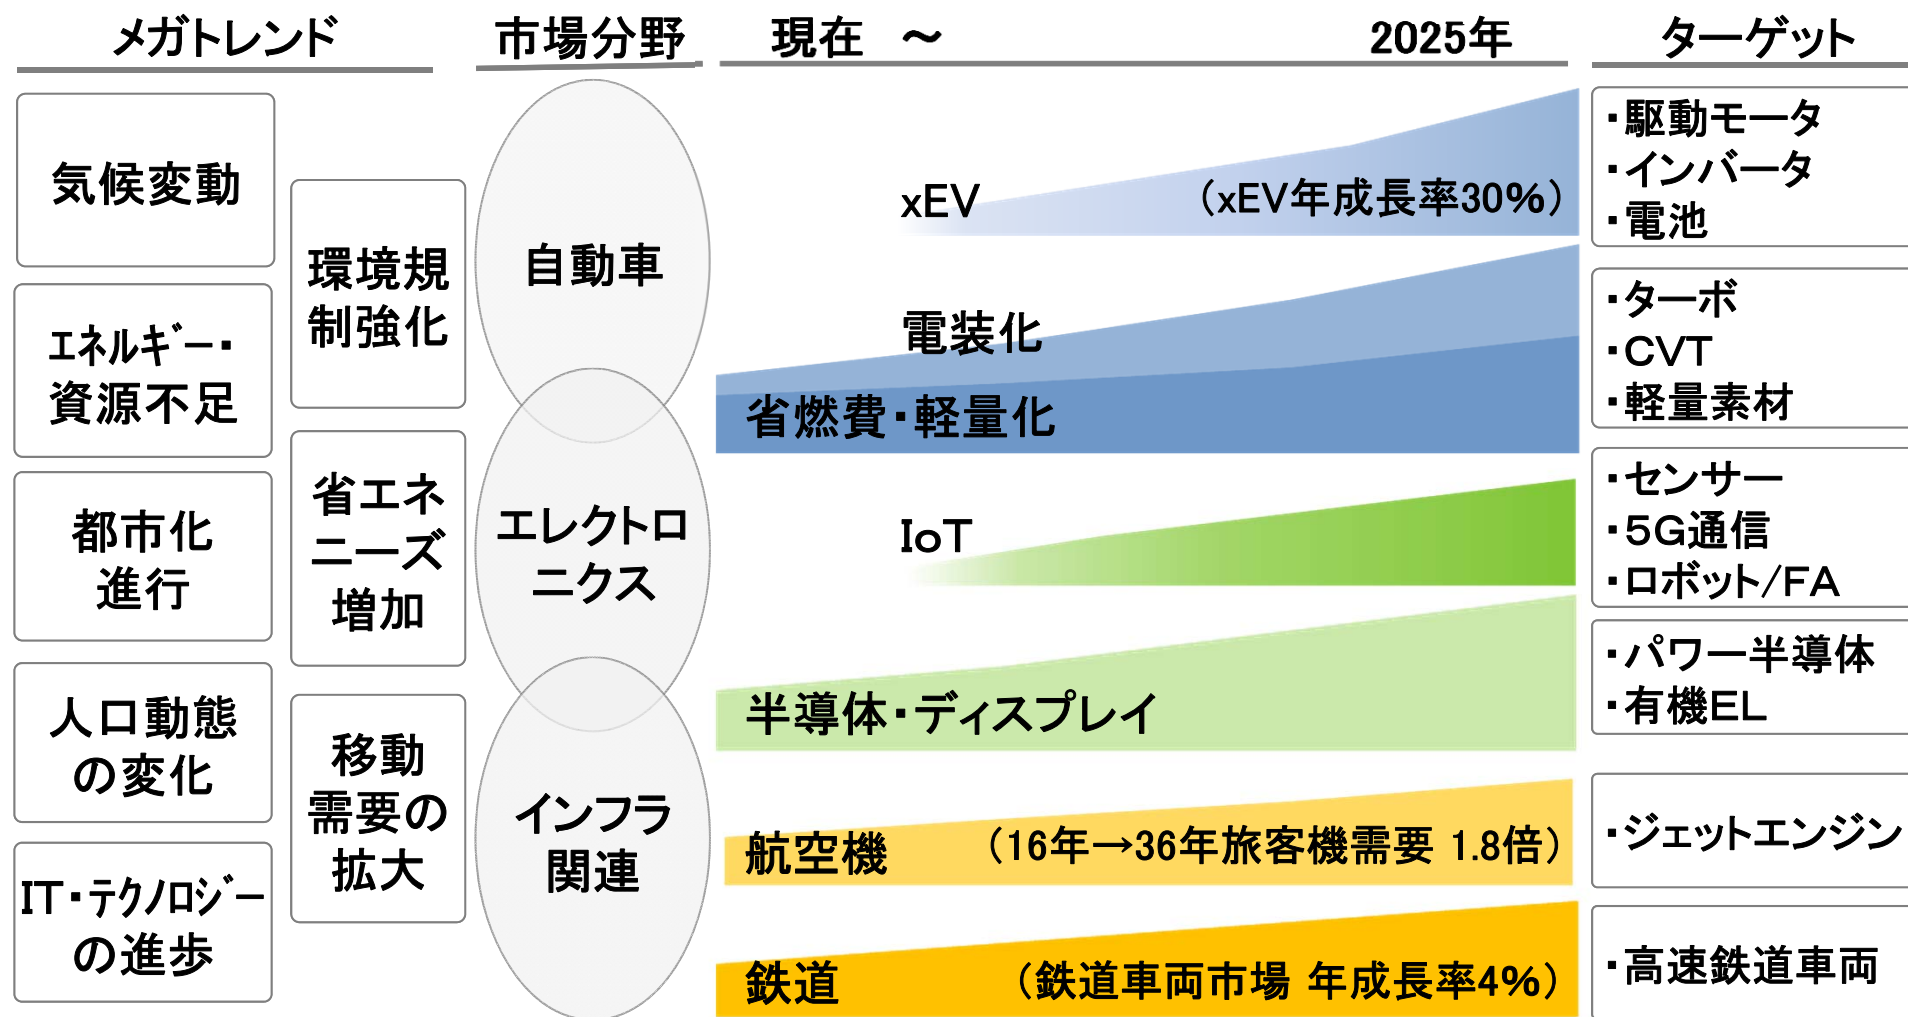 メガトレンド
市場分野
現在 ～
2025年
ターゲット
気候変動
エネルギー・
資源不足
都市化
進行
人口動態
の変化
IT・テクノロジー
の進歩
環境規
制強化
省エネ
ニーズ
増加
移動
需要の
拡大
自動車
エレクトロ
ニクス
インフラ
関連
xEV
（xEV年成長率30%）
電装化
省燃費・軽量化
IoT
半導体・ディスプレイ
航空機
（16年→36年旅客機需要 1.8倍）
鉄道
（鉄道車両市場 年成長率4%）
・駆動モータ
・インバータ
・電池
・ターボ
・CVT
・軽量素材
・センサー
・5G通信
・ロボット/FA
・パワー半導体
・有機EL
・ジェットエンジン
・高速鉄道車両